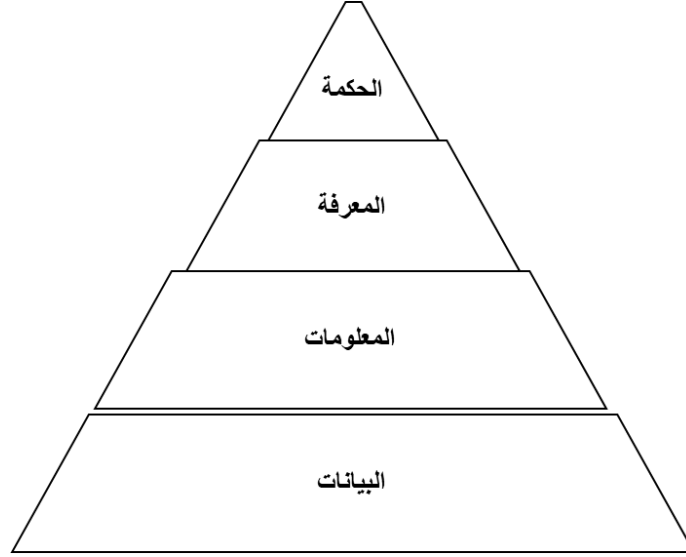 الحكمة
المعرفة
المعلومات
البيانات